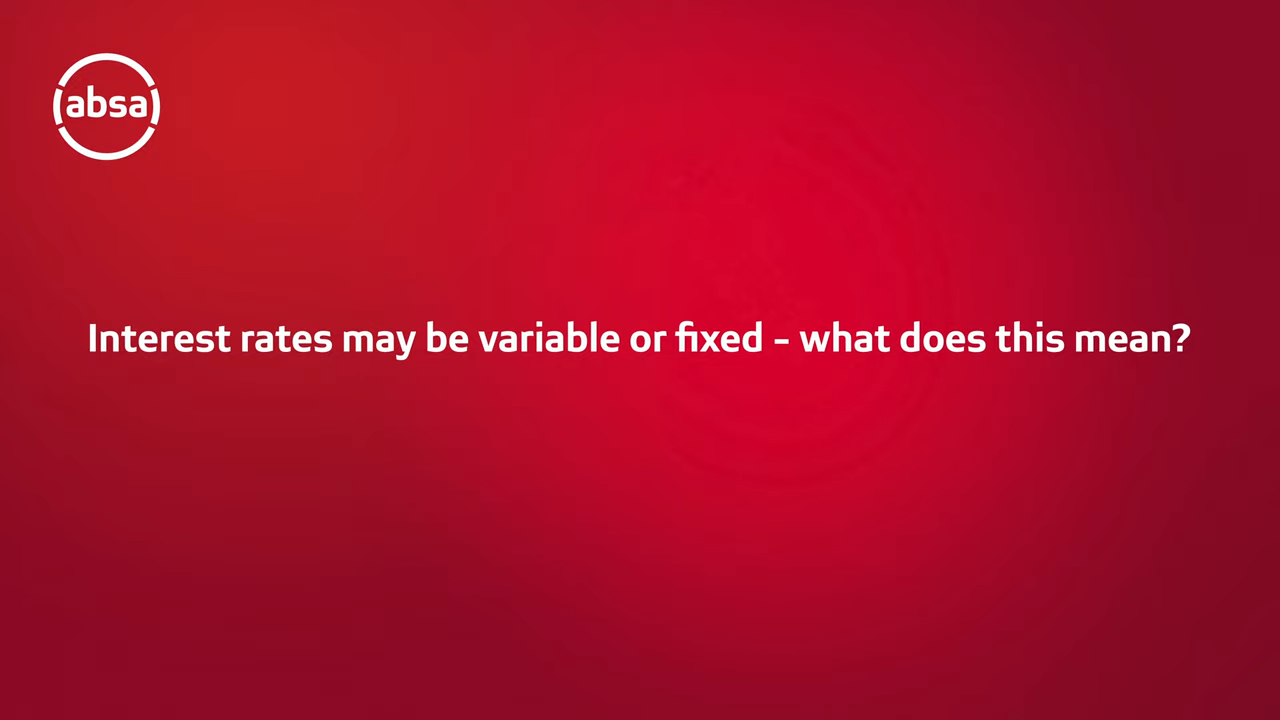 absa
Interest rates may be variable or fixed - what does this mean?